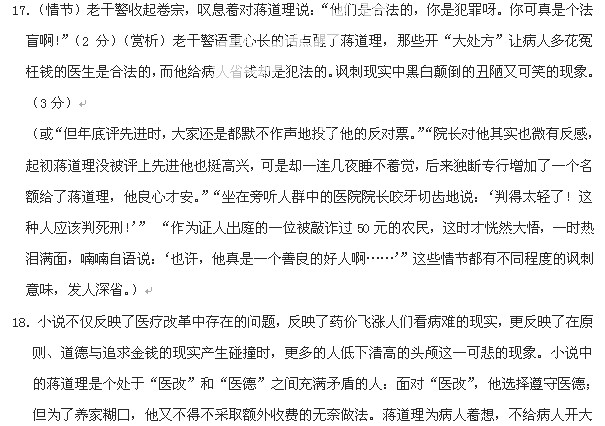 17.（情节）老干警收起卷宗，叹息着对蒋道理说：“他们是合法的，你是犯罪呀。你可真是个法
盲啊！”（2 分）（赏析）老干警语重心长的话点醒了蒋道理，那些开“大处方”让病人多花冤
枉钱的医生是合法的，而他给病人省钱却是犯法的。讽刺现实中黑白颠倒的丑陋又可笑的现象。
（3 分）
（或“但年底评先进时，大家还是都默不作声地投了他的反对票。”“院长对他其实也微有反感，
起初蒋道理没被评上先进他也挺高兴，可是却一连几夜睡不着觉，后来独断专行增加了一个名
额给了蒋道理，他良心才安。”“坐在旁听人群中的医院院长咬牙切齿地说：‘判得太轻了！这
种人应该判死刑！’” “作为证人出庭的一位被敲诈过 50 元的农民，这时才恍然大悟，一时热
泪满面，喃喃自语说：‘也许，他真是一个善良的好人啊……’”这些情节都有不同程度的讽刺
意味，发人深省。）
18. 小说不仅反映了医疗改革中存在的问题，反映了药价飞涨人们看病难的现实，更反映了在原
则、道德与追求金钱的现实产生碰撞时，更多的人低下清高的头颅这一可悲的现象。小说中
的蒋道理是个处于“医改”和“医德”之间充满矛盾的人：面对“医改”，他选择遵守医德；
但为了养家糊口，他又不得不采取额外收费的无奈做法。蒋道理为病人着想，不给病人开大